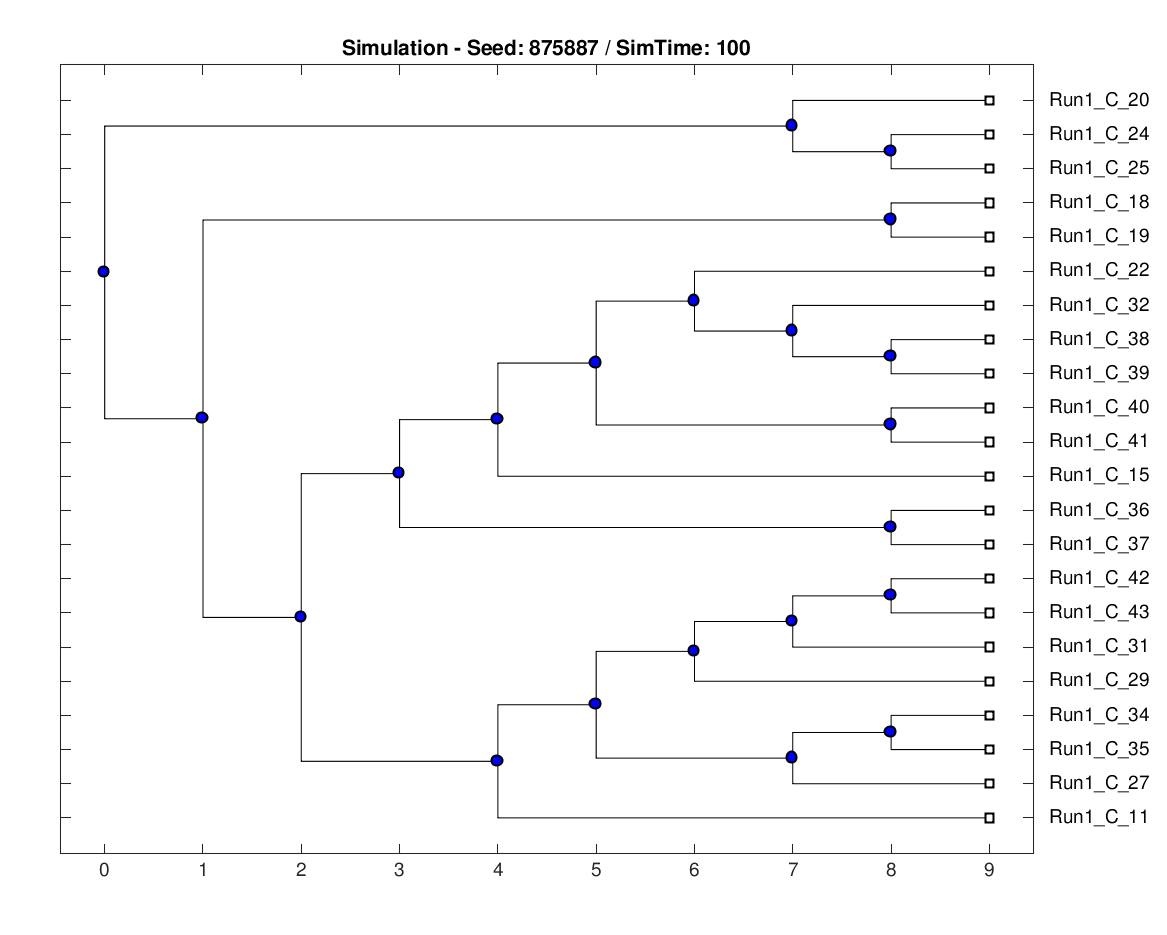 Simulation - Seed: 875887 / SimTime: 100
Run1_C_20
Run1_C_24
Run1_C_25
Run1_C_18
Run1_C_19
Run1_C_22
Run1_C_32
Run1_C_38
Run1_C_39
Run1_C_40
Run1_C_41
Run1_C_15
Run1_C_36
Run1_C_37
Run1_C_42
Run1_C_43
Run1_C_31
Run1_C_29
Run1_C_34
Run1_C_35
Run1_C_27
Run1_C_11
0 1 2 3 4 5 6 7 8 9